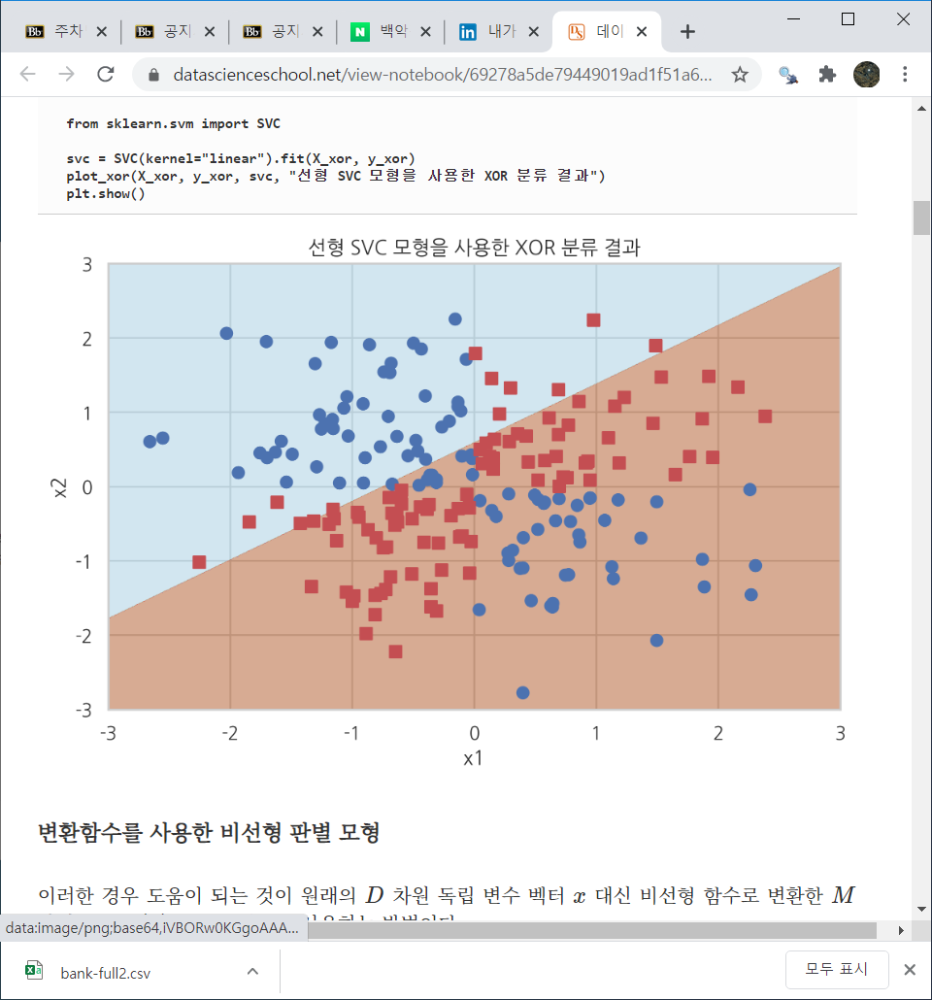 주차
공지
공지
백악
내가
데이
datascienceschool.net/view-notebook/69278a5de79449019ad1f51a6...
from sklearn.svm import SVC
svc = SVC(kernel="linear").fit(X_xor, y_xor)
plot_xor(X_xor, y_xor, svc, "선형 SVC 모형을 사용한 XOR 분류 결과")
plt.show()
선형 SVC 모형을 사용한 XOR 분류 결과
3
2
1
0
-1
-2
-3
x2
-3 -2 -1 0 1 2 3
x1
변환함수를 사용한 비선형 판별 모형
이러한 경우 도움이 되는 것이 원래의 D 차원 독립 변수 벡터 x 대신 비선형 함수로 변환한 M
data:image/png;base64,iVBORw0KGgoAAA...
bank-full2.csv
모두 표시